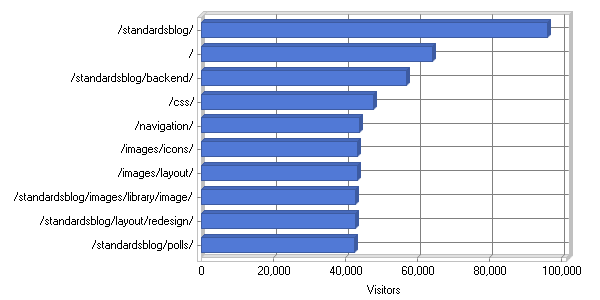 /standardsblog/
/
/standardsblog/backend/
/css/
/navigation/
/images/icons/
/images/layout/
/standardsblog/images/library/image/
/standardsblog/layout/redesign/
/standardsblog/polls/
0 20,000 40,000 60,000 80,000 100,000
Visitors